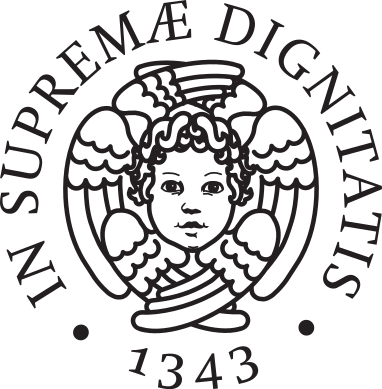 IN SUPREMÆ DIGNITATIS
1343